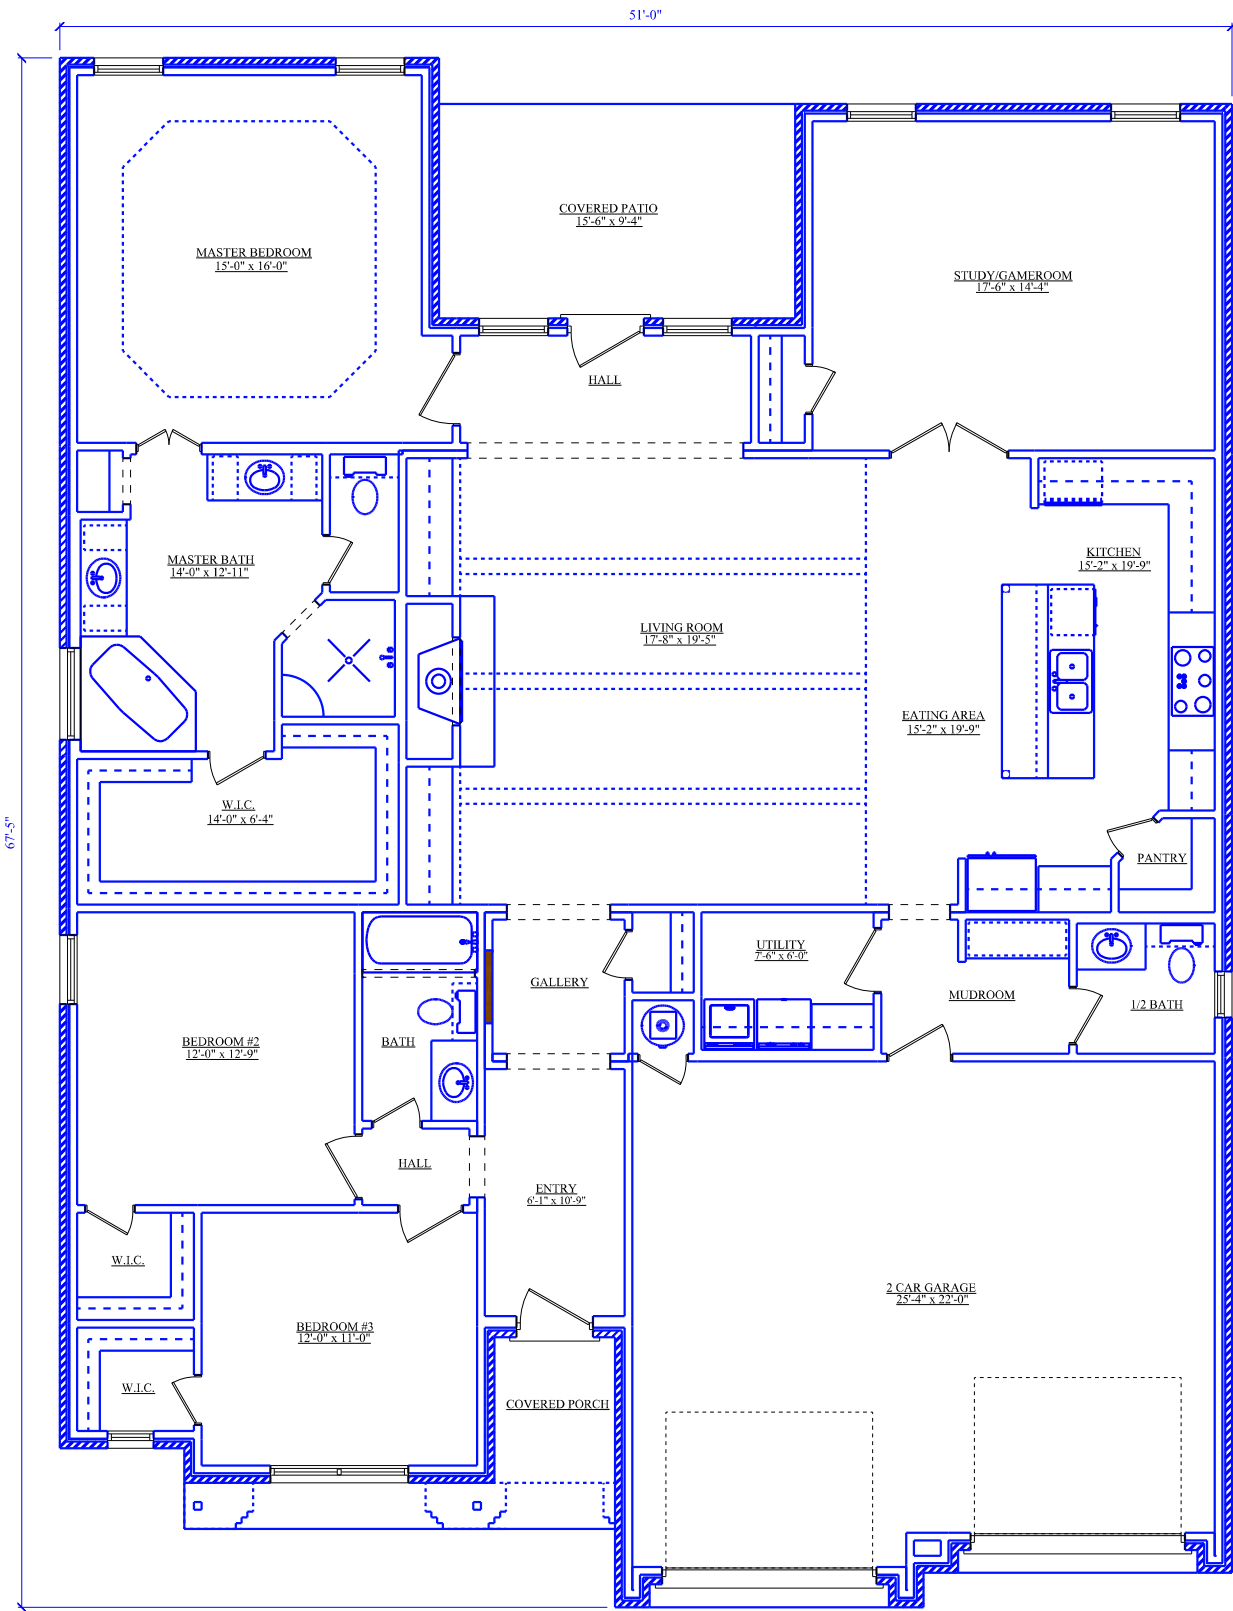 51'-0"
COVERED PATIO
15'-6" x 9'-4"
MASTER BEDROOM
15'-0" x 16'-0"
STUDY/GAMEROOM
17'-6" x 14'-4"
HALL
KITCHEN
15'-2" x 19'-9"
MASTER BATH
14'-0" x 12'-11"
LIVING ROOM
17'-8" x 19'-5"
EATING AREA
15'-2" x 19'-9"
W.I.C.
14'-0" x 6'-4"
67'-5"
PANTRY
UTILITY
7'-6" x 6'-0"
GALLERY
MUDROOM
1/2 BATH
BEDROOM #2
12'-0" x 12'-9"
BATH
HALL
ENTRY
6'-1" x 10'-9"
W.I.C.
2 CAR GARAGE
25'-4" x 22'-0"
BEDROOM #3
12'-0" x 11'-0"
W.I.C.
COVERED PORCH